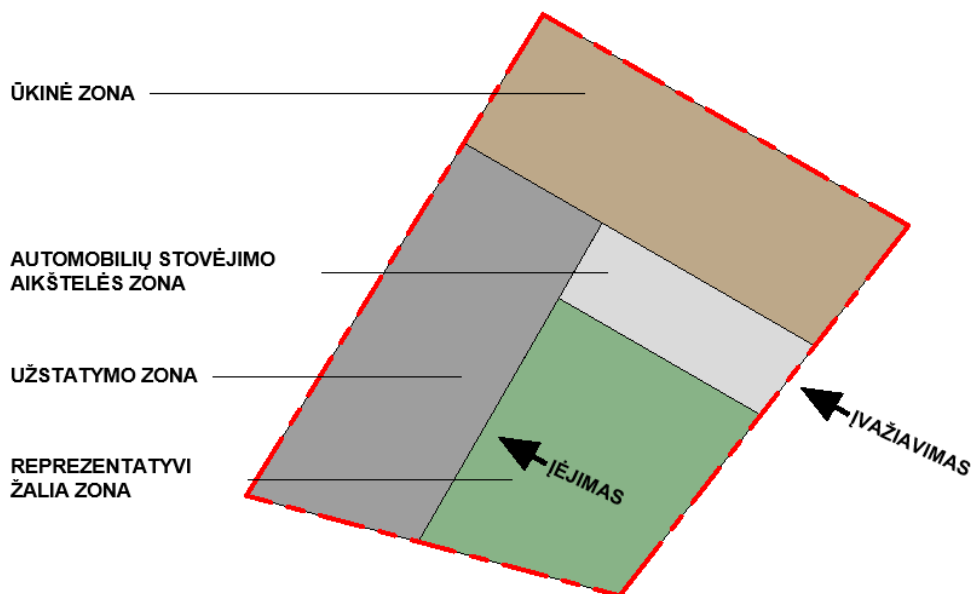 ŪKINĖ ZONA
AUTOMOBILIŲ STOVĖJIMO
AIKŠTELĖS ZONA
UŽSTATYMO ZONA
REPREZENTATYVI
ŽALIA ZONA
ĮĖJIMAS
ĮVAŽIAVIMAS